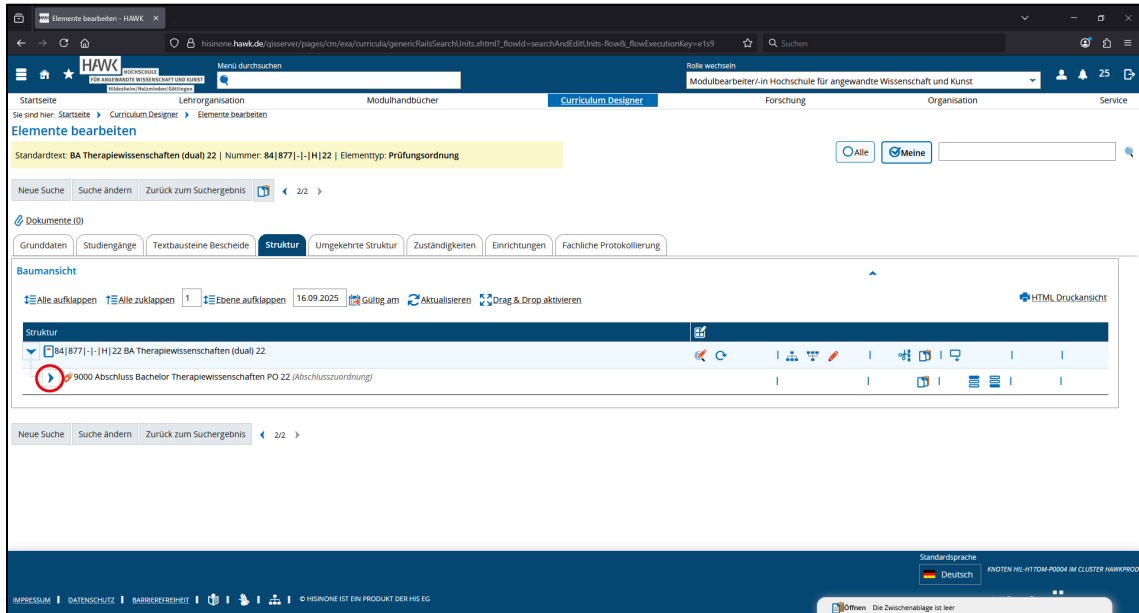 Elemente bearbeiten - HAWK
hisinone.hawk.de/qisserver/pages/cm/exa/curricula/genericRailsSearchUnits.xhtml?_flowId=searchAndEditUnits-flow&_flowExecutionKey=e1s9
Suchen
HAWK HOCHSCHULE
FÜR ANGEWANDTE WISSENSCHAFT UND KUNST
Hildesheim/Holzminden/Göttingen
Menü durchsuchen
Rolle wechseln
Modulbearbeiter/-in Hochschule für angewandte Wissenschaft und Kunst
25
Startseite Lehrorganisation Modulhandbücher Curriculum Designer Forschung Organisation Service
Sie sind hier: Startseite Curriculum Designer Elemente bearbeiten
Elemente bearbeiten
Standardtext: BA Therapiewissenschaften (dual) 22 | Nummer: 84|877|-|-|H|22 | Elementtyp: Prüfungsordnung
Alle Meine
Neue Suche Suche ändern Zurück zum Suchergebnis 2/2
Dokumente (0)
Grunddaten Studiengänge Textbausteine Bescheide Struktur Umgekehrte Struktur Zuständigkeiten Einrichtungen Fachliche Protokollierung
Baumansicht
Alle aufklappen Alle zuklappen 1 Ebene aufklappen 16.09.2025 Gültig am Aktualisieren Drag & Drop aktivieren HTML Druckansicht
Struktur
84|877|-|-|H|22 BA Therapiewissenschaften (dual) 22
9000 Abschluss Bachelor Therapiewissenschaften PO 22 (Abschlusszuordnung)
Neue Suche Suche ändern Zurück zum Suchergebnis 2/2
Standardsprache
Deutsch
KNOTEN HIL-H1TOM-P0004 IM CLUSTER HAWKPROD
IMPRESSUM DATENSCHUTZ BARRIEREFREIHEIT © HISINONE IST EIN PRODUKT DER HIS EG
Öffnen Die Zwischenablage ist leer